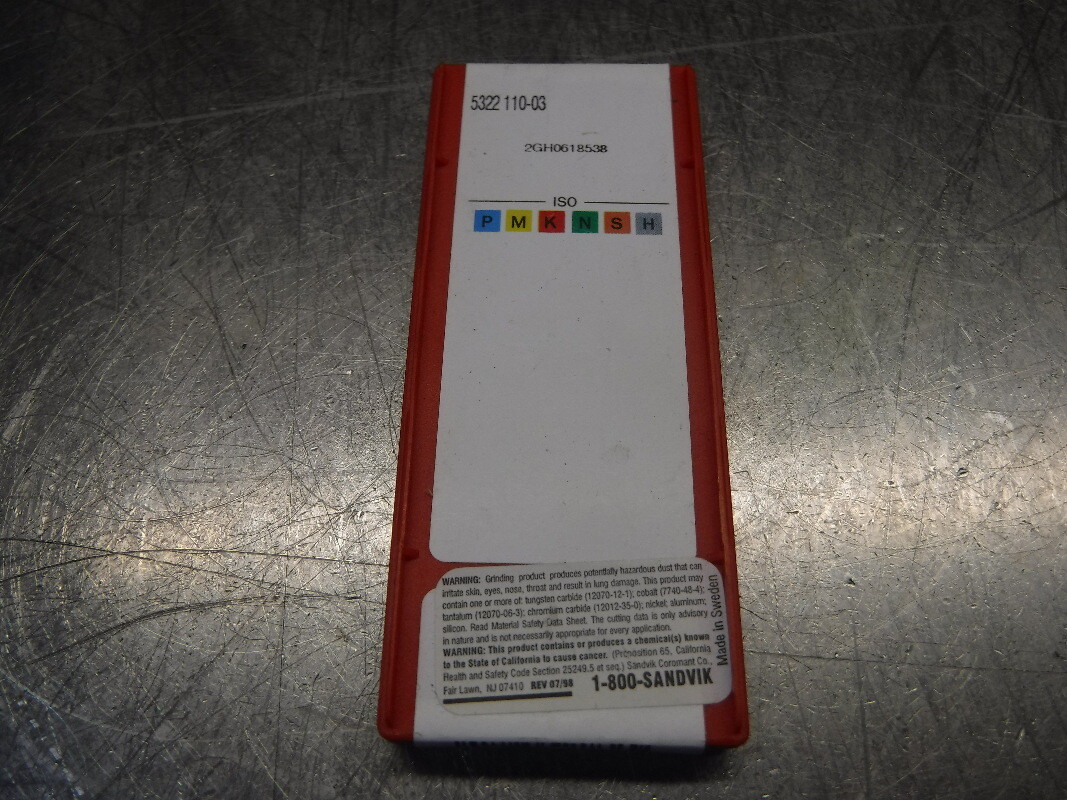 5322 110-03
2GH0618538
ISO
P M K N S H
WARNING: Grinding product produces potentially hazardous dust that can
irritate skin, eyes, nose, throat and result in lung damage. This product may
contain one or more of: tungsten carbide (12070-12-1); cobalt (7740-48-4);
tantalum (12070-06-3); chromium carbide (12012-35-0); nickel; aluminum;
silicon. Read Material Safety Data Sheet. The cutting data is only advisory
in nature and is not necessarily appropriate for every application.
WARNING: This product contains or produces a chemical(s) known
to the State of California to cause cancer. (Proposition 65, California
Health and Safety Code Section 25249.5 et seq.) Sandvik Coromant Co.,
Fair Lawn, NJ 07410 REV 07/98 1-800-SANDVIK
Made in Sweden